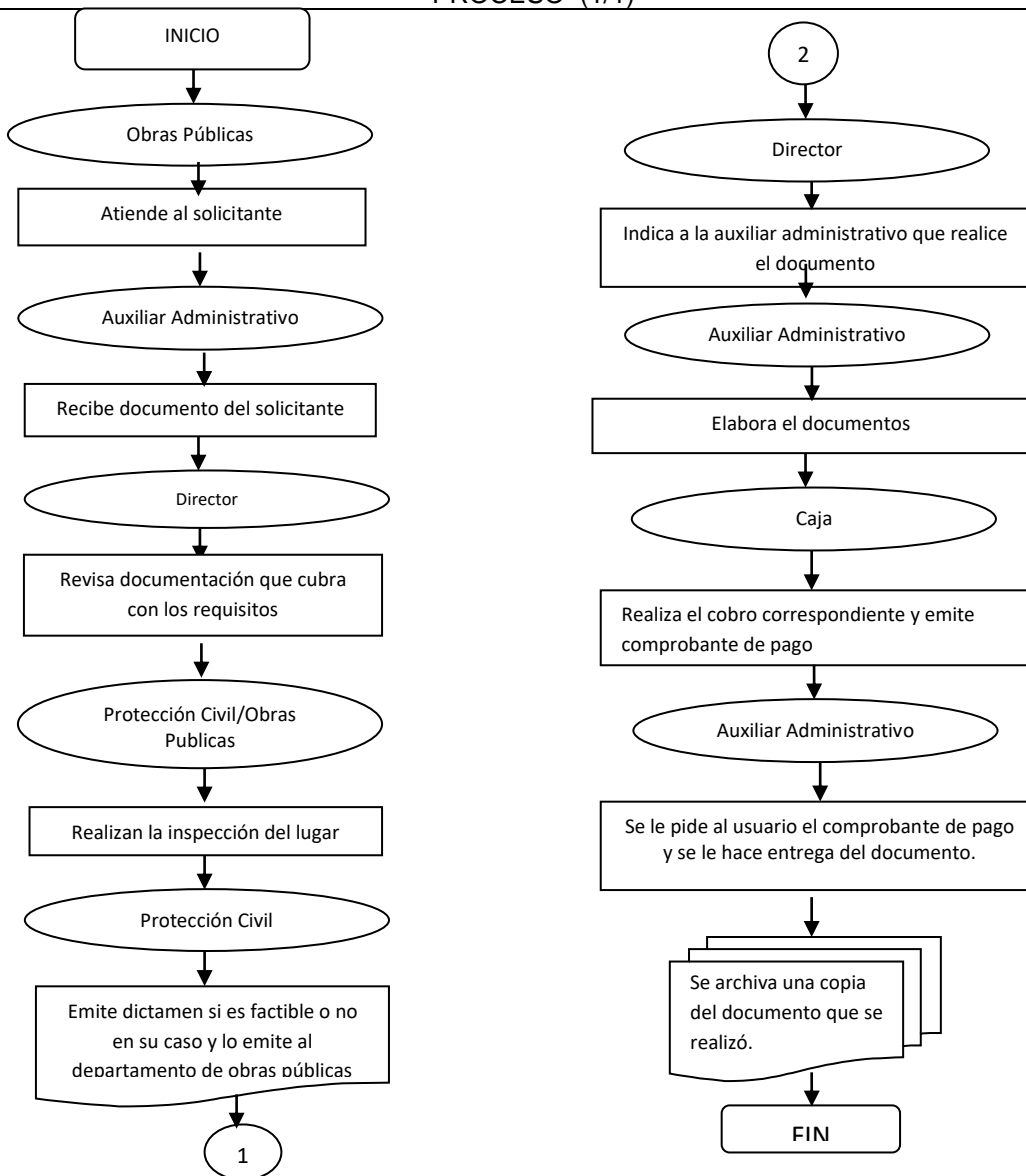 INICIO
Obras Públicas
Atiende al solicitante
Auxiliar Administrativo
Recibe documento del solicitante
Director
Revisa documentación que cubra
con los requisitos
Protección Civil/Obras
Publicas
Realizan la inspección del lugar
Protección Civil
Emite dictamen si es factible o no
en su caso y lo emite al
departamento de obras públicas
1
2
Director
Indica a la auxiliar administrativo que realice
el documento
Auxiliar Administrativo
Elabora el documentos
Caja
Realiza el cobro correspondiente y emite
comprobante de pago
Auxiliar Administrativo
Se le pide al usuario el comprobante de pago
y se le hace entrega del documento.
Se archiva una copia
del documento que se
realizó.
FIN